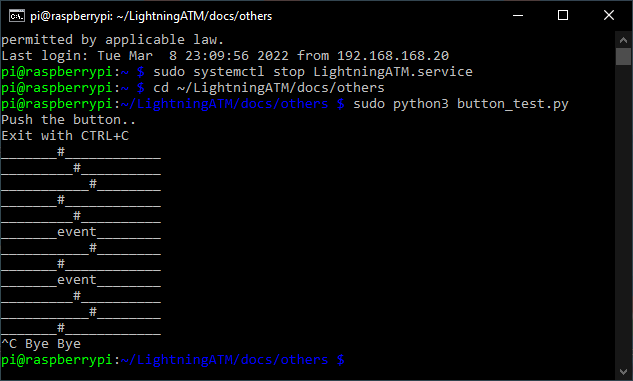 pi@raspberrypi: ~/LightningATM/docs/others
permitted by applicable law.
Last login: Tue Mar  8 23:09:56 2022 from 192.168.168.20
pi@raspberrypi:~ $ sudo systemctl stop LightningATM.service
pi@raspberrypi:~ $ cd ~/LightningATM/docs/others
pi@raspberrypi:~/LightningATM/docs/others $ sudo python3 button_test.py
Push the button..
Exit with CTRL+C
_______#____________
_________#__________
___________#________
_______#____________
_________#__________
_______event________
___________#________
_______#____________
_______event________
_________#__________
___________#________
_______#____________
^C Bye Bye
pi@raspberrypi:~/LightningATM/docs/others $